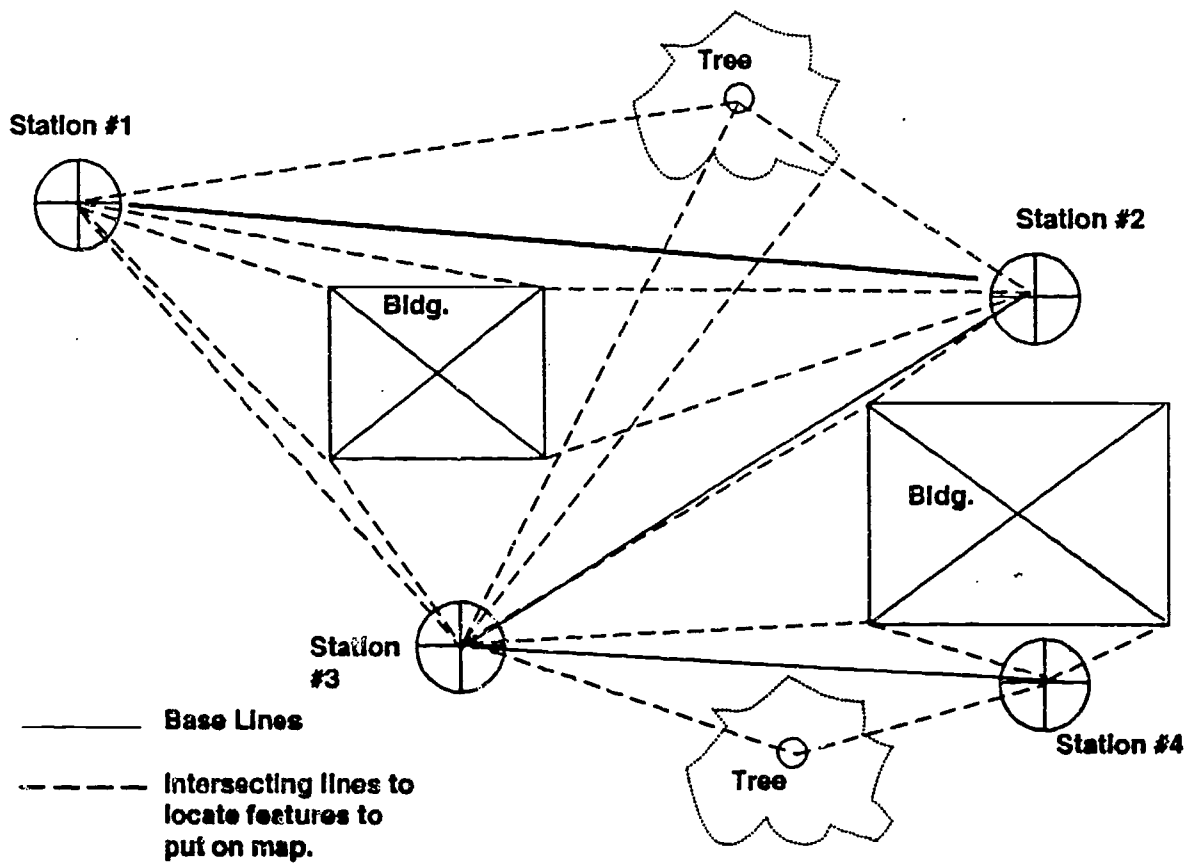 Tree
Station #1
Station #2
Bldg.
Bldg.
Station
#3
Station #4
Tree
Base Lines
Intersecting lines to
locate features to
put on map.